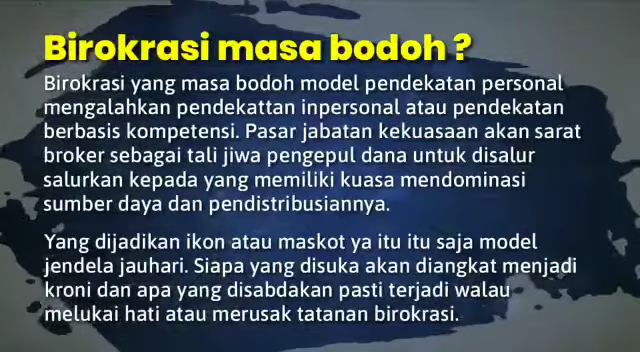 Birokrasi masa bodoh ?
Birokrasi yang masa bodoh model pendekatan personal
mengalahkan pendekattan inpersonal atau pendekatan
berbasis kompetensi. Pasar jabatan kekuasaan akan sarat
broker sebagai tali jiwa pengepul dana untuk disalur
salurkan kepada yang memiliki kuasa mendominasi
sumber daya dan pendistribusiannya.
Yang dijadikan ikon atau maskot ya itu itu saja model
jendela jauhari. Siapa yang disuka akan diangkat menjadi
kroni dan apa yang disabdakan pasti terjadi walau
melukai hati atau merusak tatanan birokrasi.